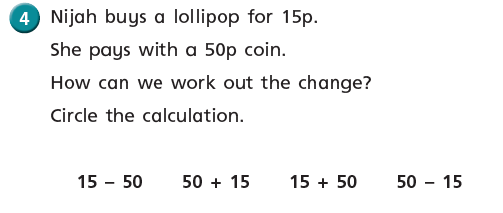 4 Nijah buys a lollipop for 15p.
She pays with a 50p coin.
How can we work out the change?
Circle the calculation.
15 – 50 50 + 15 15 + 50 50 – 15